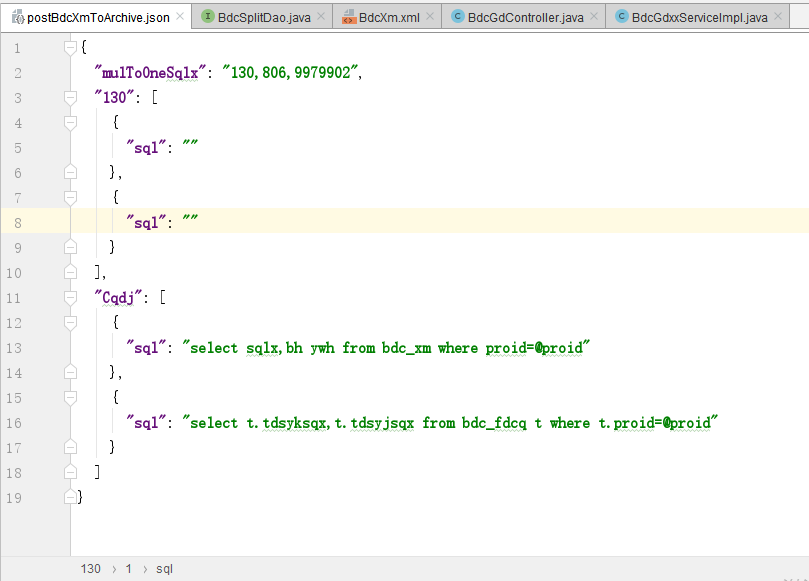 postBdcXmToArchive.json BdcSplitDao.java BdcXm.xml BdcGdController.java BdcGdxxServiceImpl.java
1 {
2 "mulToOneSqlx": "130,806,9979902",
3 "130": [
4 {
5 "sql": ""
6 },
7 {
8 "sql": ""
9 }
10 ],
11 "Cqdj": [
12 {
13 "sql": "select sqlx,bh ywh from bdc_xm where proid=@proid"
14 },
15 {
16 "sql": "select t.tdsyksqx,t.tdsyjsqx from bdc_fdcq t where t.proid=@proid"
17 }
18 ]
19 }
130 › 1 › sql